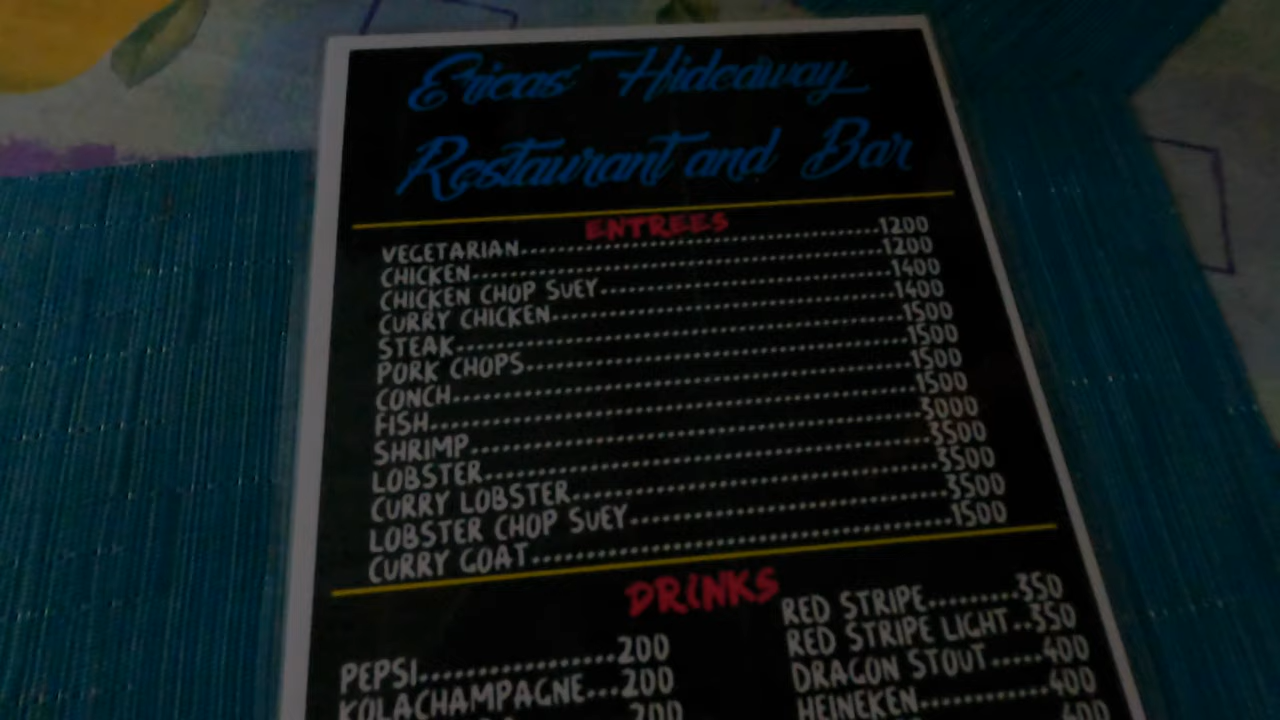 Ericas Hideaway
Restaurant and Bar
ENTREES
VEGETARIAN 1200
CHICKEN 1200
CHICKEN CHOP SUEY 1400
CURRY CHICKEN 1400
STEAK 1500
PORK CHOPS 1500
CONCH 1500
FISH 1500
SHRIMP 3000
LOBSTER 3500
CURRY LOBSTER 3500
LOBSTER CHOP SUEY 3500
CURRY GOAT 1500
DRINKS
PEPSI 200
KOLACHAMPAGNE 200
200
RED STRIPE 350
RED STRIPE LIGHT 350
DRAGON STOUT 400
HEINEKEN 400
400